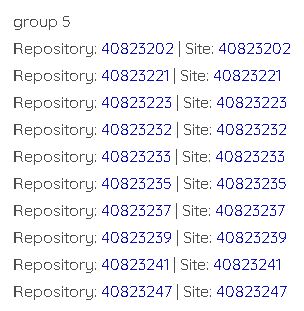 group 5
Repository: 40823202 | Site: 40823202
Repository: 40823221 | Site: 40823221
Repository: 40823223 | Site: 40823223
Repository: 40823232 | Site: 40823232
Repository: 40823233 | Site: 40823233
Repository: 40823235 | Site: 40823235
Repository: 40823237 | Site: 40823237
Repository: 40823239 | Site: 40823239
Repository: 40823241 | Site: 40823241
Repository: 40823247 | Site: 40823247